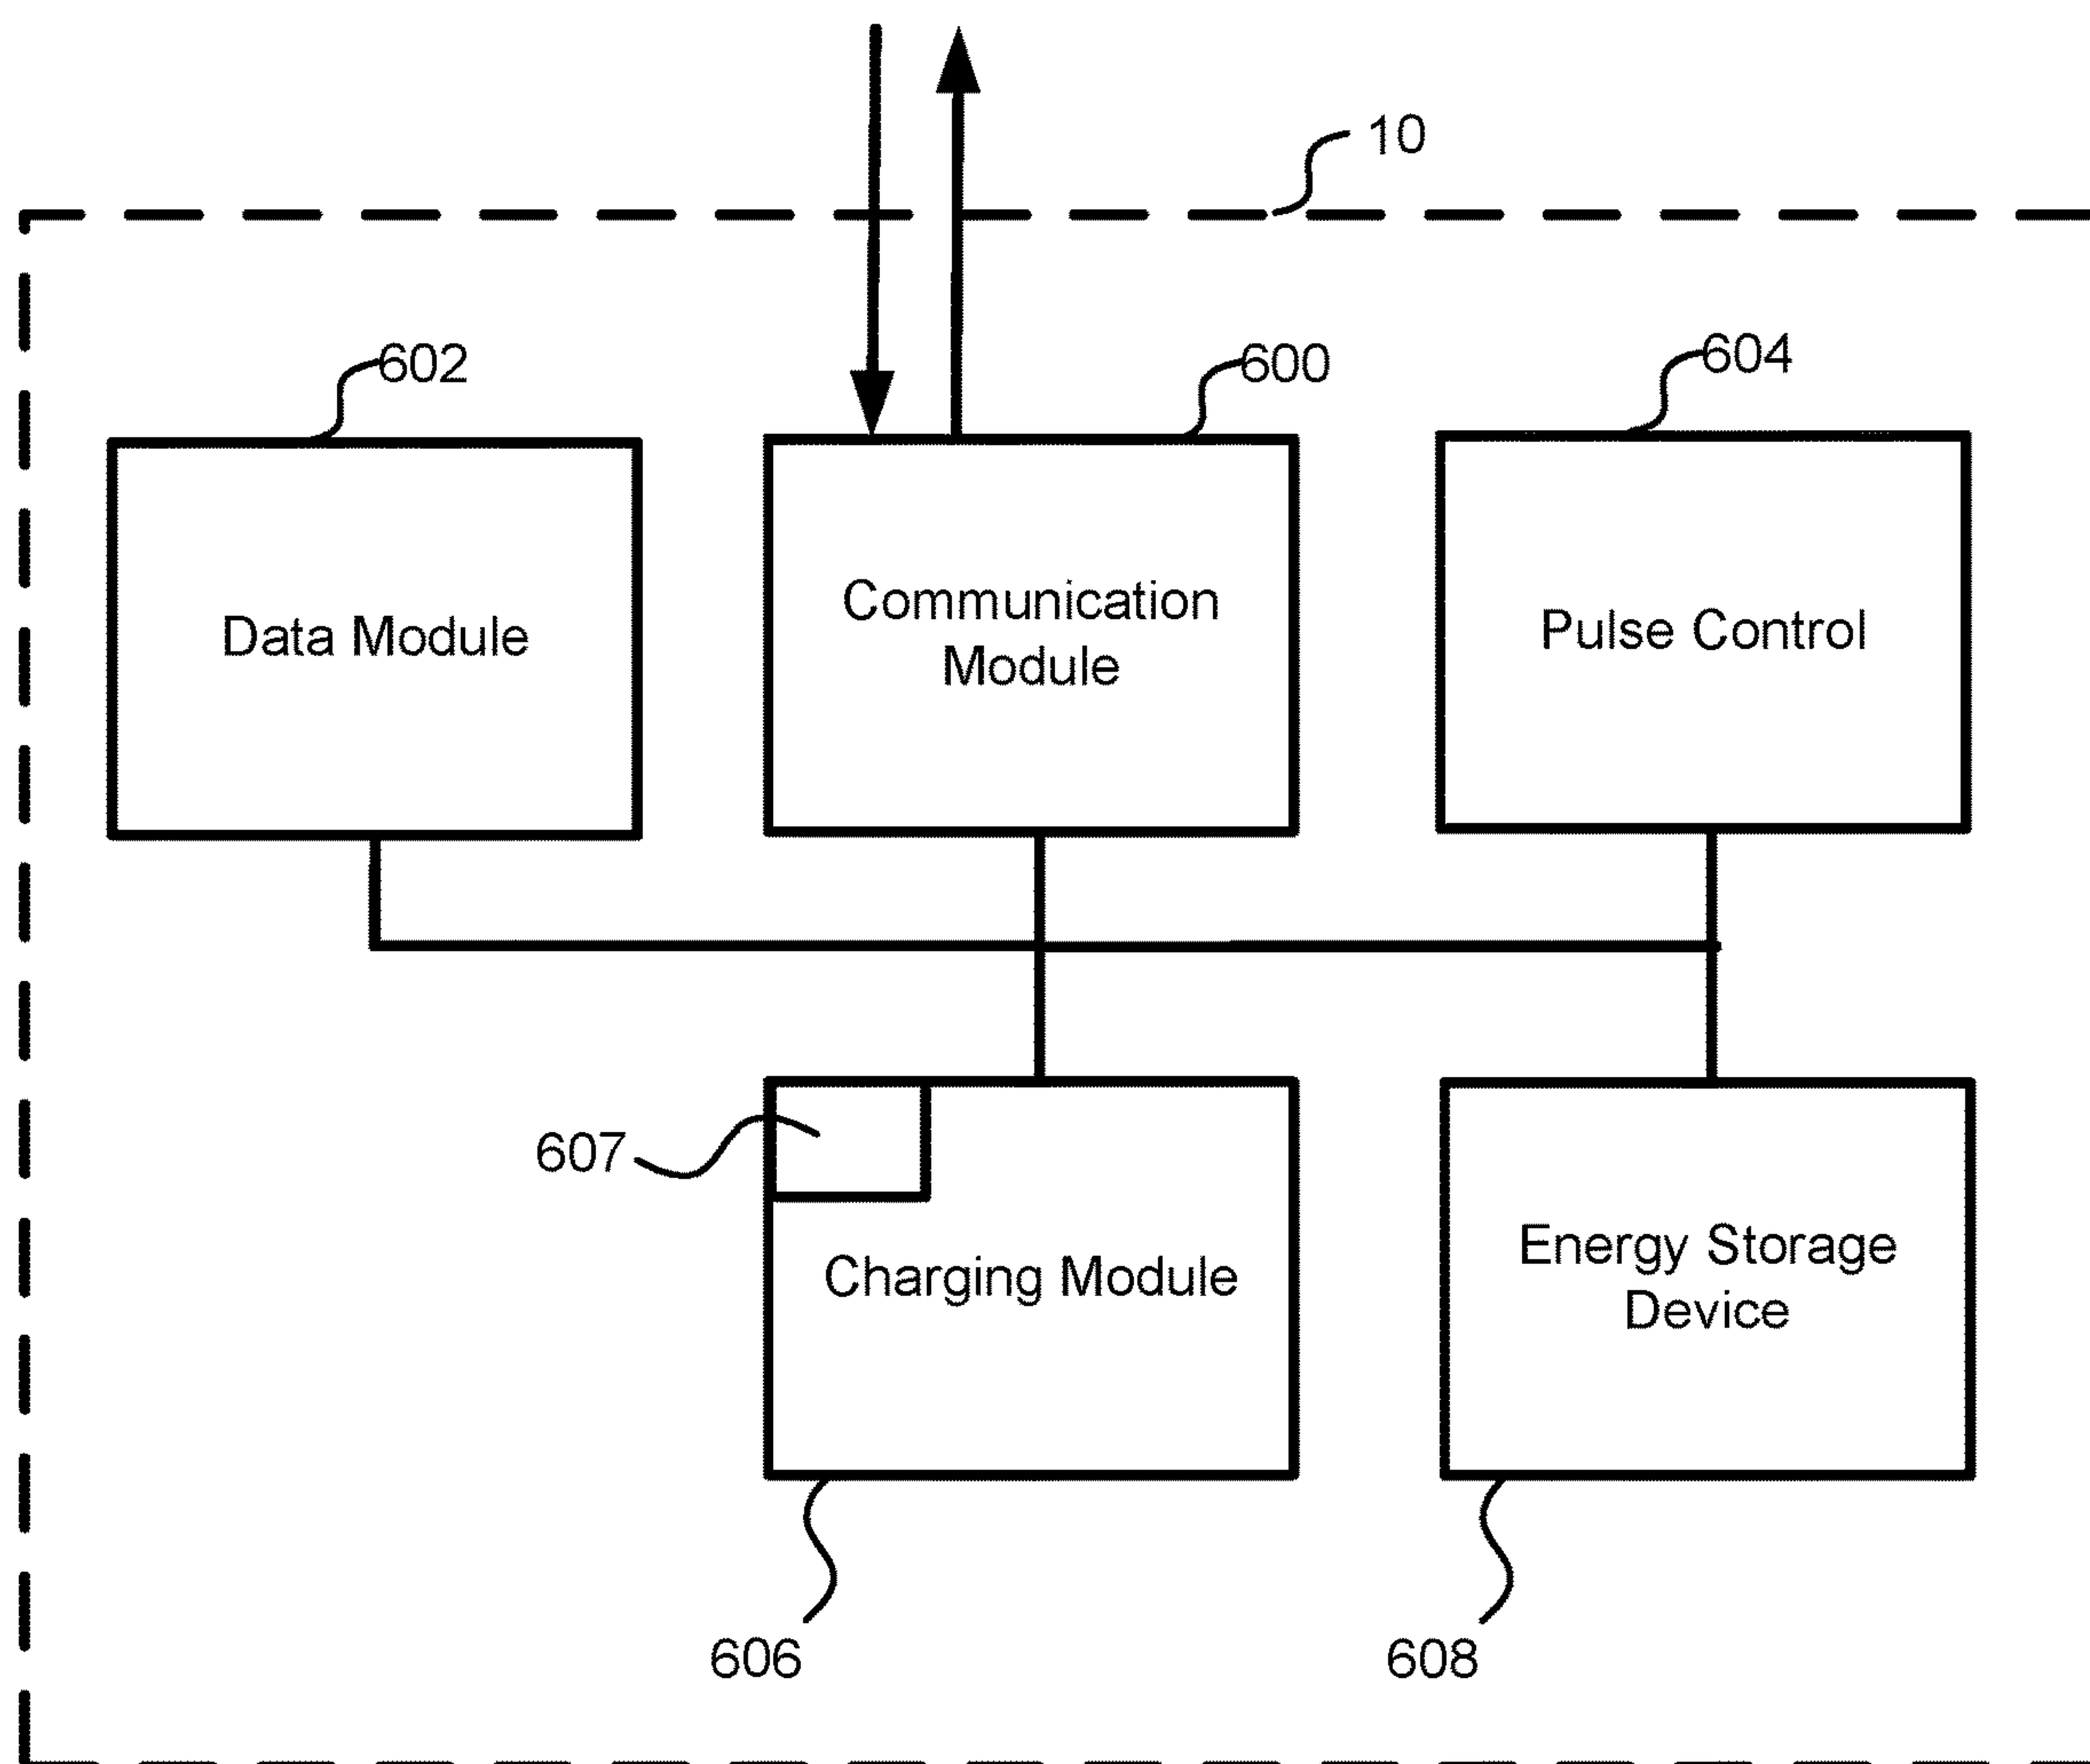 10
602
600
604
Data Module
Communication
Module
Pulse Control
607
Charging Module
Energy Storage
Device
606
608